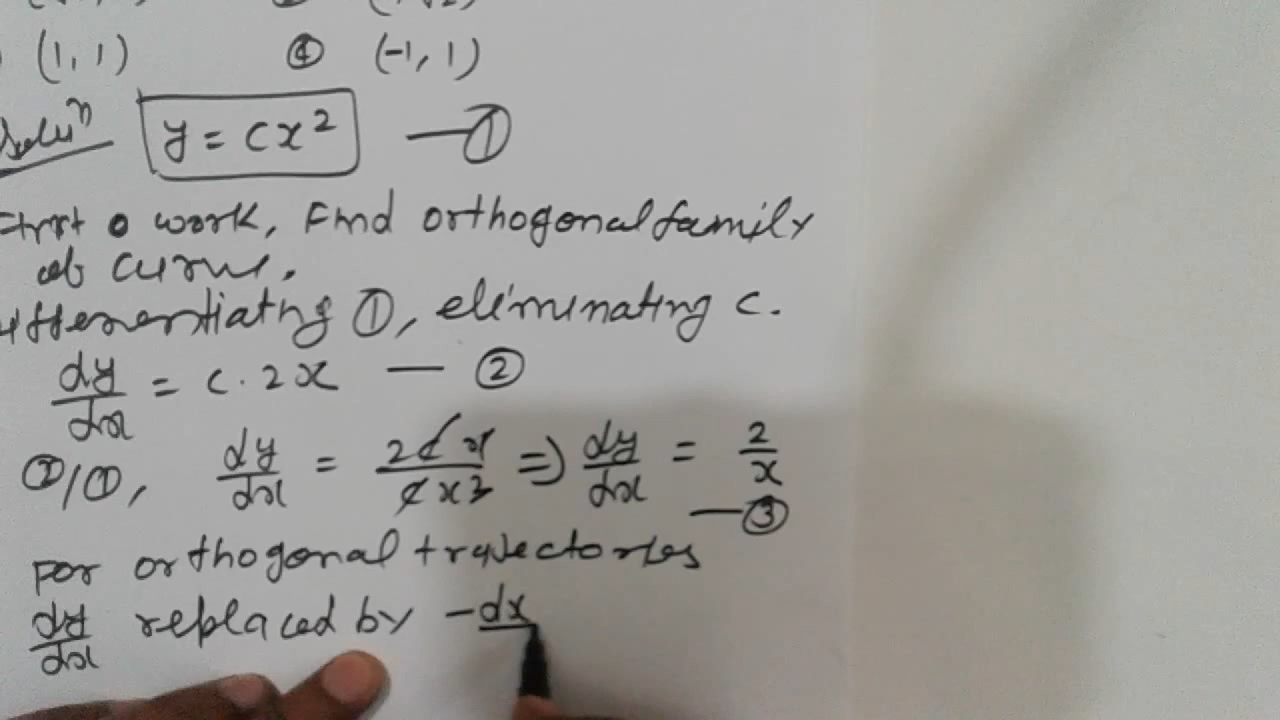 (1, 1) ④ (-1, 1)
Soluⁿ y = cx² —①
work, Find orthogonal family
of curve.
Differentiating ①, eliminating c.
dy/dx = c.2x — ②
②/①, dy/dx = 2cx/cx² ⇒ dy/dx = 2/x
—③
For orthogonal trajectories
dy/dx replaced by -dx